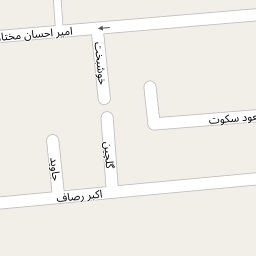 امیر احسان مختا
خوشبخت
عود سکوت
گلچین
جاوید
اکبر رصاف